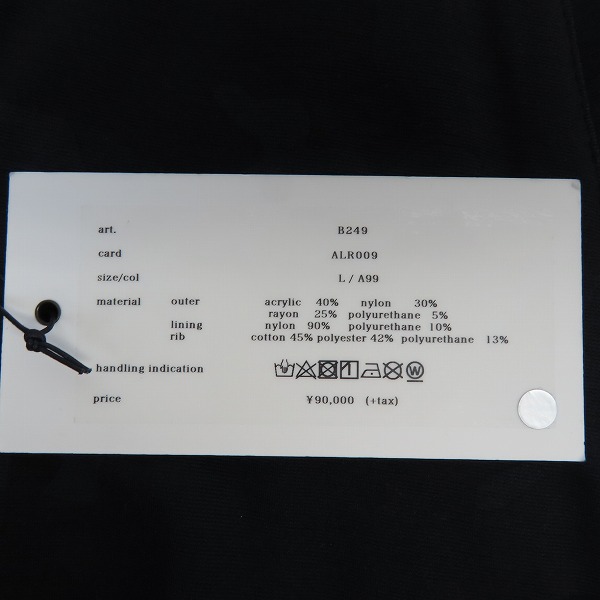 art. B249
card ALR009
size/col L / A99
material outer acrylic 40% nylon 30%
rayon 25% polyurethane 5%
lining nylon 90% polyurethane 10%
rib cotton 45% polyester 42% polyurethane 13%
handling indication W
price ¥90,000 (+tax)